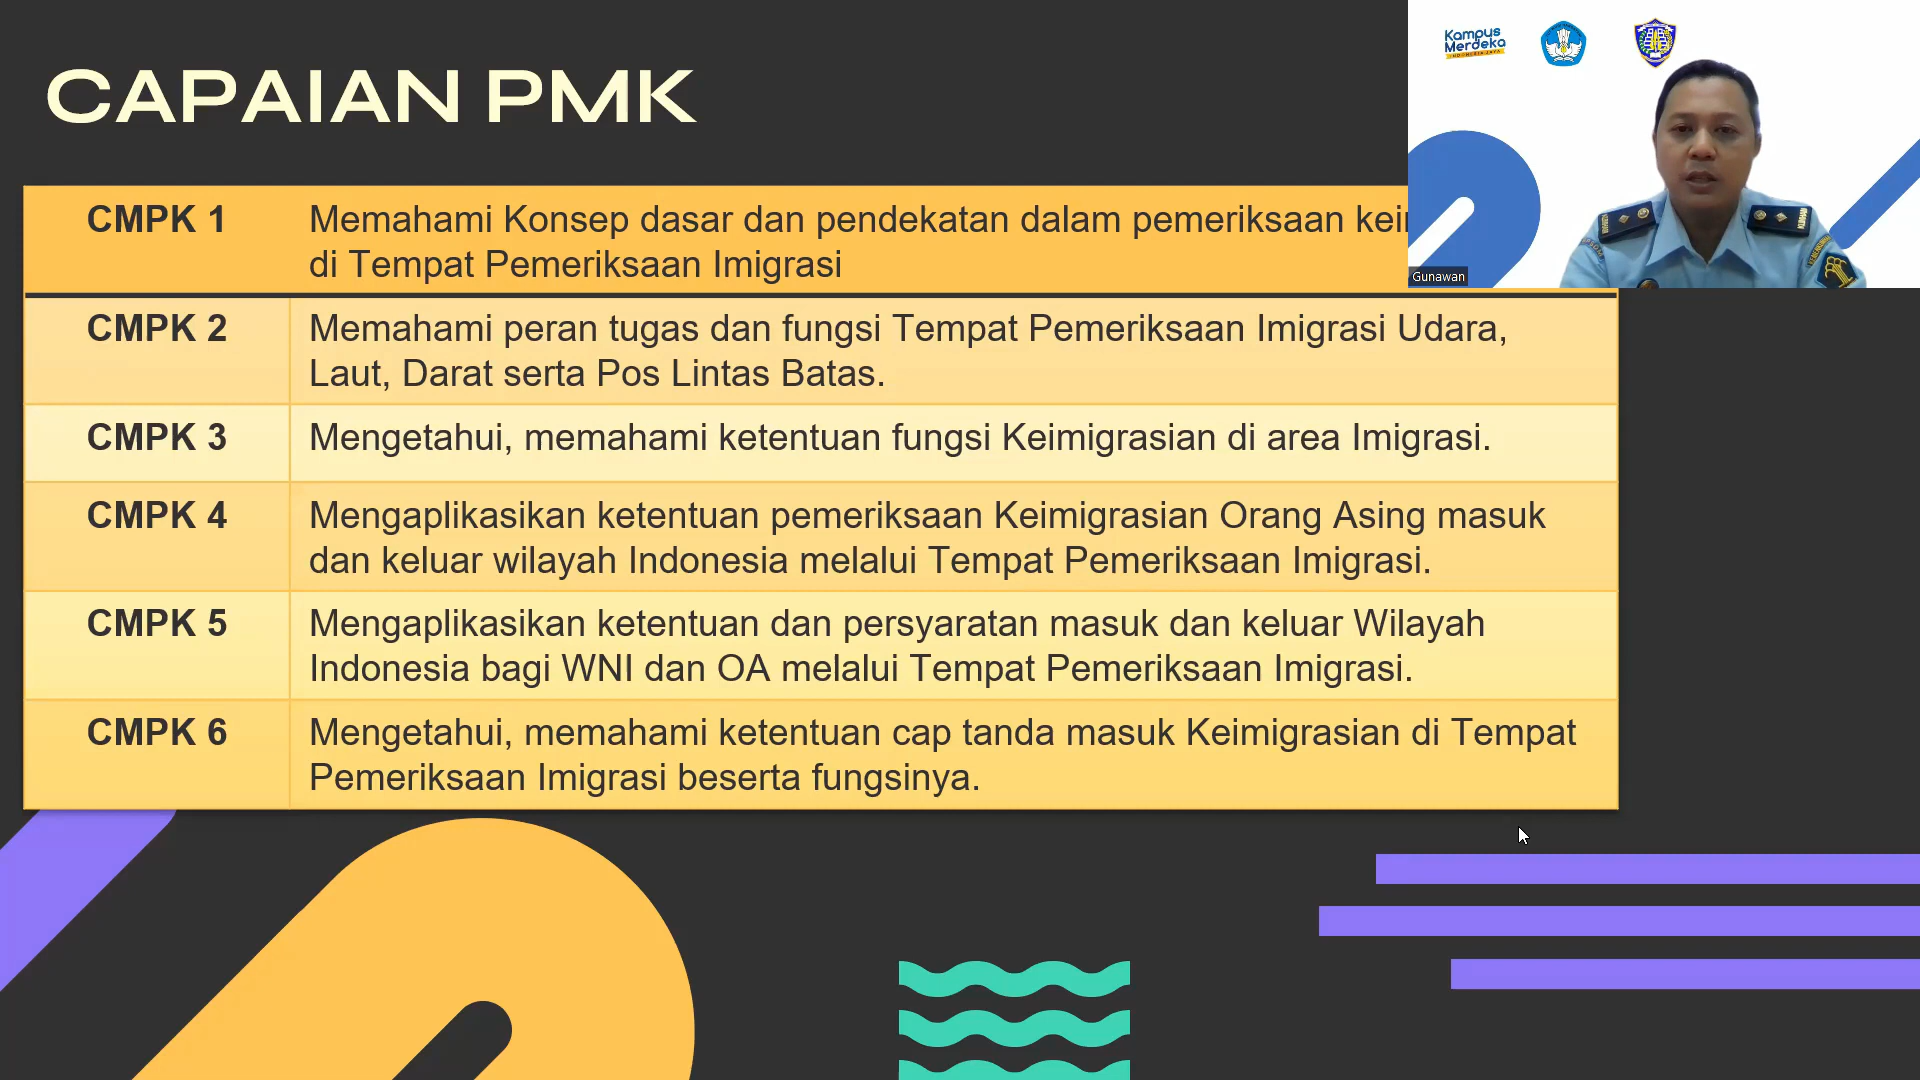 CAPAIAN PMK
CMPK 1
Memahami Konsep dasar dan pendekatan dalam pemeriksaan
di Tempat Pemeriksaan Imigrasi
CMPK 2
Memahami peran tugas dan fungsi Tempat Pemeriksaan Imigrasi Udara,
Laut, Darat serta Pos Lintas Batas.
CMPK 3
Mengetahui, memahami ketentuan fungsi Keimigrasian di area Imigrasi.
CMPK 4
Mengaplikasikan ketentuan pemeriksaan Keimigrasian Orang Asing masuk
dan keluar wilayah Indonesia melalui Tempat Pemeriksaan Imigrasi.
CMPK 5
Mengaplikasikan ketentuan dan persyaratan masuk dan keluar Wilayah
Indonesia bagi WNI dan OA melalui Tempat Pemeriksaan Imigrasi.
CMPK 6
Mengetahui, memahami ketentuan cap tanda masuk Keimigrasian di Tempat
Pemeriksaan Imigrasi beserta fungsinya.
Kampus
Merdeka
INDONESIA JAYA
Gunawan